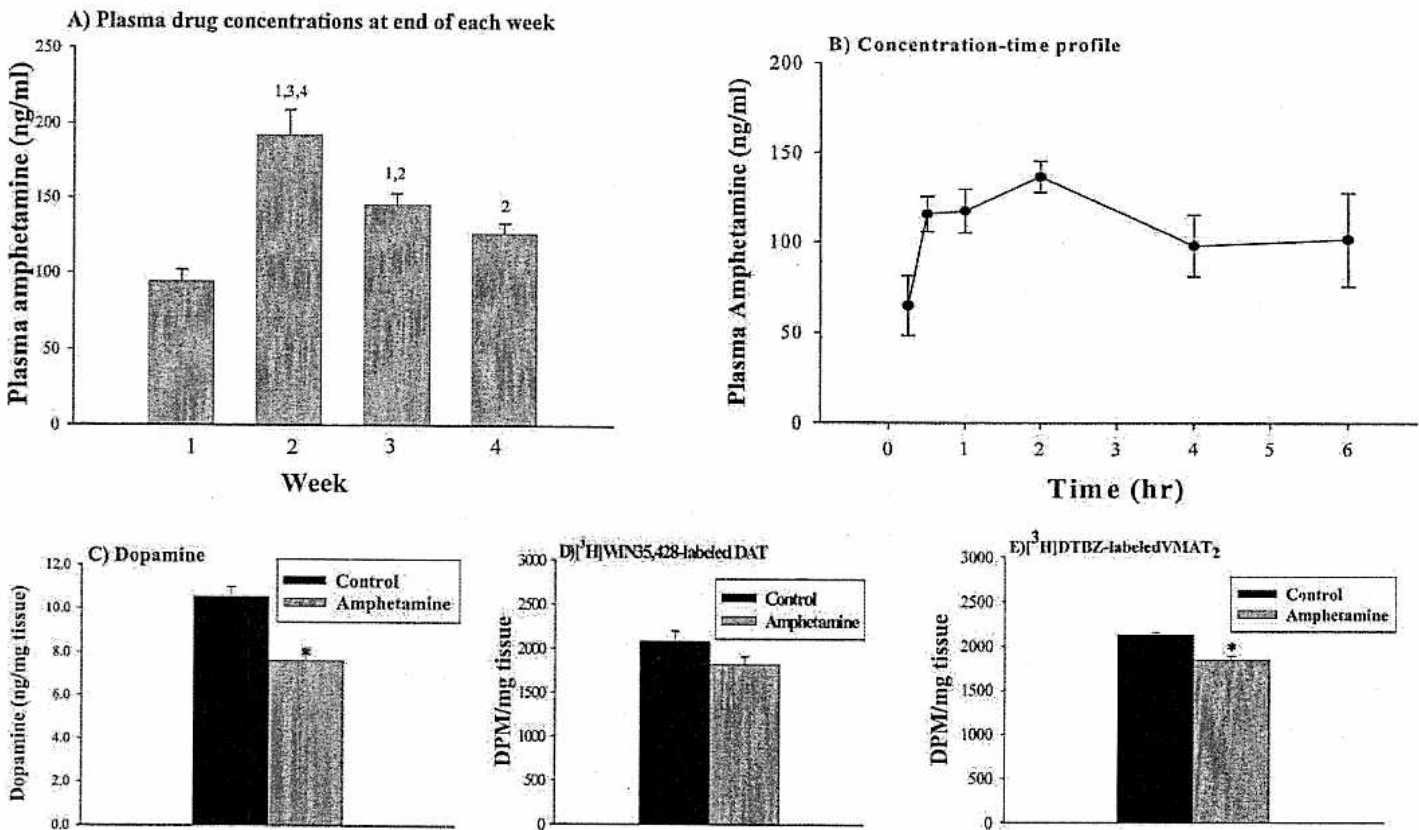 A) Plasma drug concentrations at end of each week
Plasma amphetamine (ng/ml)
250
200
150
100
50
0
1,3,4
1,2
2
1
2
3
4
Week
B) Concentration-time profile
Plasma Amphetamine (ng/ml)
200
150
100
50
0
0
1
2
3
4
5
6
Time (hr)
C) Dopamine
Dopamine (ng/mg tissue)
12.0
10.0
8.0
6.0
4.0
2.0
0.0
Control
Amphetamine
*
D)[³H]WIN35,428-labeled DAT
DPM/mg tissue
3000
2500
2000
1500
1000
500
0
Control
Amphetamine
E)[³H]DTBZ-labeledVMAT₂
DPM/mg tissue
3000
2500
2000
1500
1000
500
0
Control
Amphetamine
*